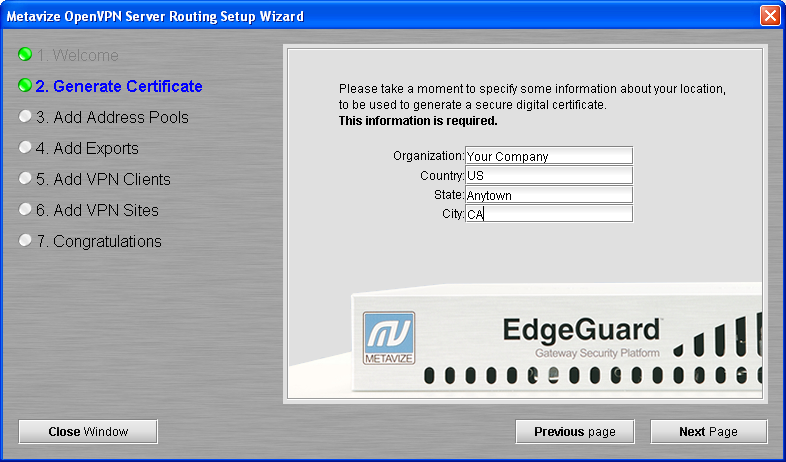 Metavize OpenVPN Server Routing Setup Wizard
1. Welcome
2. Generate Certificate
3. Add Address Pools
4. Add Exports
5. Add VPN Clients
6. Add VPN Sites
7. Congratulations
Please take a moment to specify some information about your location,
to be used to generate a secure digital certificate.
This information is required.
Organization: Your Company
Country: US
State: Anytown
City: CA
METAVIZE
EdgeGuard
Gateway Security Platform
Close Window
Previous page
Next Page